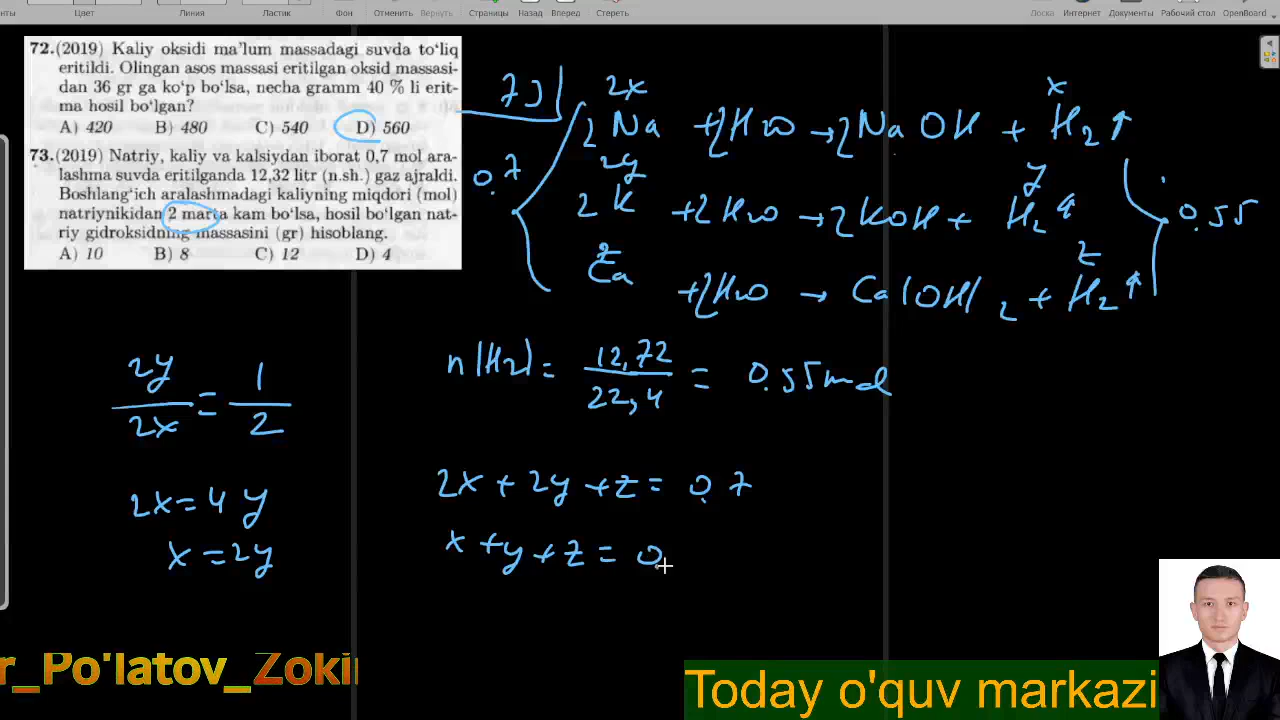 нты
Цвет
Линия
Ластик
Фон
Отменить
Вернуть
Страницы
Назад
Вперед
Стереть
Доска
Интернет
Документы
Рабочий стол
OpenBoard
72.(2019) Kaliy oksidi ma'lum massadagi suvda to'liq
eritildi. Olingan asos massasi eritilgan oksid massasi-
dan 36 gr ga ko'p bo'lsa, necha gramm 40 % li erit-
ma hosil bo'lgan?
A) 420 B) 480 C) 540 D) 560
73.(2019) Natriy, kaliy va kalsiydan iborat 0,7 mol ara-
lashma suvda eritilganda 12,32 litr (n.sh.) gaz ajraldi.
Boshlang'ich aralashmadagi kaliyning miqdori (mol)
natriynikidan 2 marta kam bo'lsa, hosil bo'lgan nat-
riy gidroksidning massasini (gr) hisoblang.
A) 10 B) 8 C) 12 D) 4
73
2x x
2Na + 2H2O → 2NaOH + H2↑
0.7
2y y
2K + 2H2O → 2KOH + H2↑
0.55
z z
Ca + 2H2O → Ca(OH)2 + H2↑
n(H2) = 12,72 / 22,4 = 0.55 mol
2y / 2x = 1 / 2
2x = 4y
x = 2y
2x + 2y + z = 0.7
x + y + z = 0.
r_Po'latov_Zokir
Today o'quv markazi